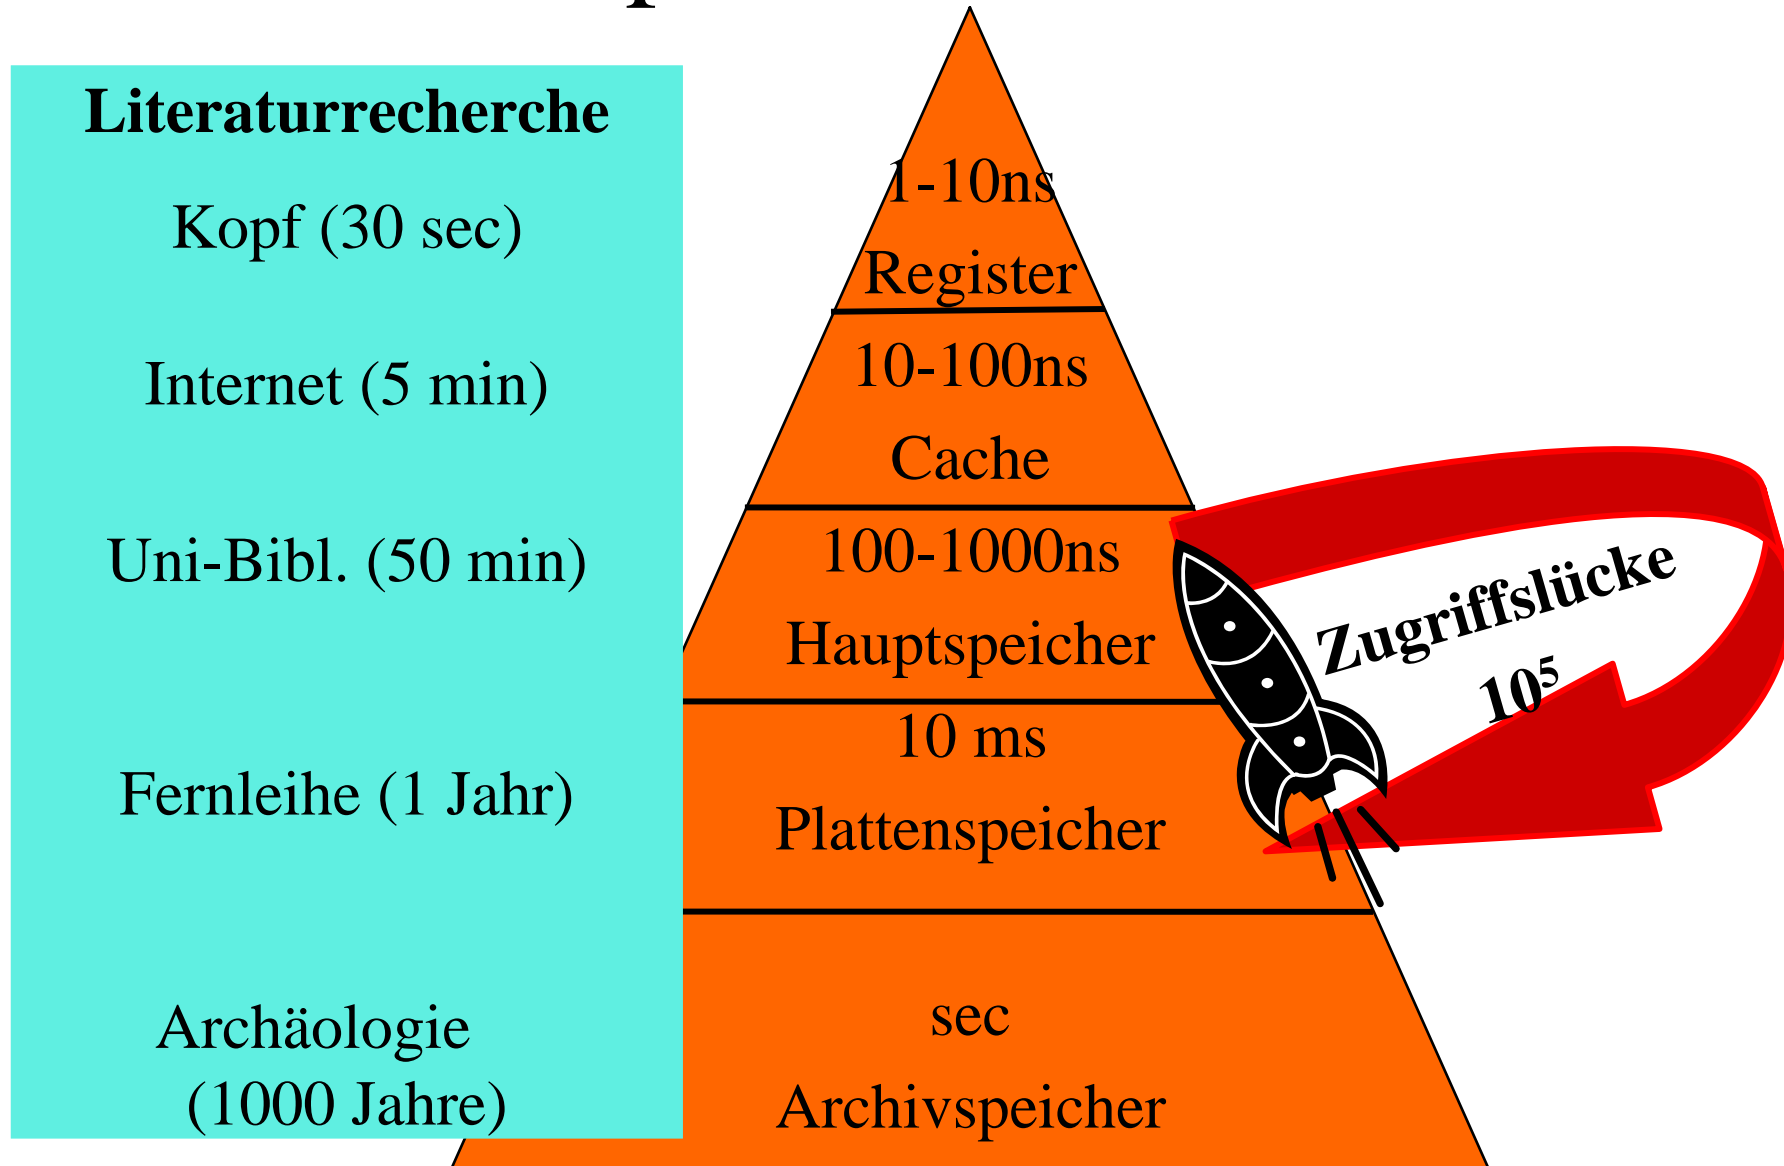 Literaturrecherche
Kopf (30 sec)
Internet (5 min)
Uni-Bibl. (50 min)
Fernleihe (1 Jahr)
Archäologie
(1000 Jahre)
1-10ns
Register
10-100ns
Cache
100-1000ns
Hauptspeicher
10 ms
Plattenspeicher
sec
Archivspeicher
Zugriffslücke
10⁵